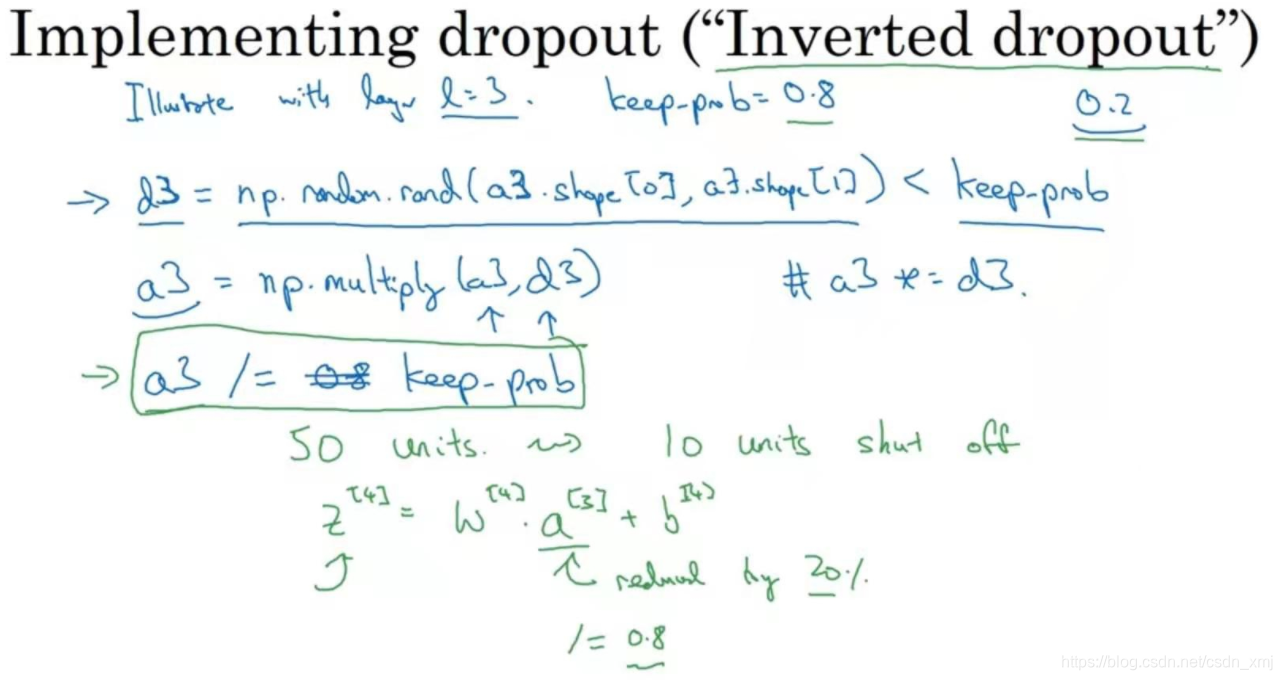 Implementing dropout (“Inverted dropout”)
Illustrate with layer l=3. keep-prob=0.8 0.2
→ d3 = np.random.rand(a3.shape[0], a3.shape[1]) < keep-prob
a3 = np.multiply(a3, d3) # a3 *= d3.
↑ ↑
→ a3 /= 0.8 keep-prob
50 units. ⇝ 10 units shut off
z^[4] = W^[4] · a^[3] + b^[4]
reduced by 20%.
/= 0.8
https://blog.csdn.net/csdn_xmj